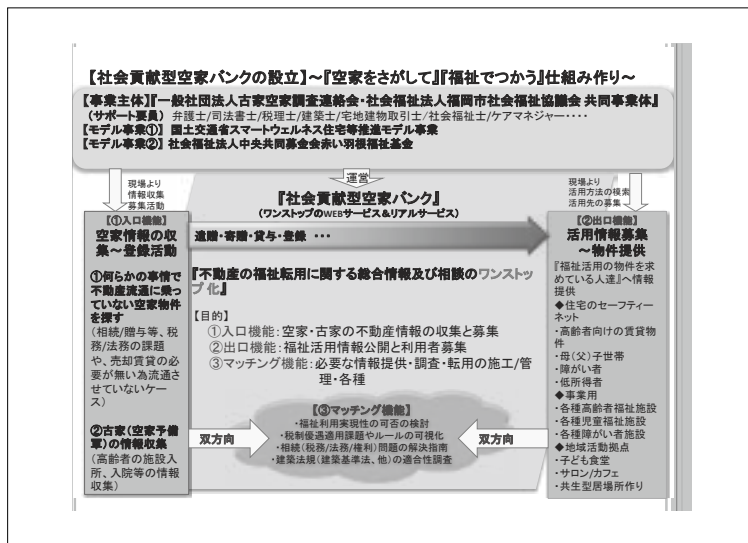 【社会貢献型空家バンクの設立】～『空家をさがして』『福祉でつかう』仕組み作り～
【事業主体】『一般社団法人古家空家調査連絡会・社会福祉法人福岡市社会福祉協議会 共同事業体』
（サポート要員） 弁護士/司法書士/税理士/建築士/宅地建物取引士/社会福祉士/ケアマネジャー････
【モデル事業①】 国土交通省スマートウェルネス住宅等推進モデル事業
【モデル事業②】 社会福祉法人中央共同募金会赤い羽根福祉基金
現場より
情報収集
募集活動
運営
現場より
活用方法の模索
活用先の募集
『社会貢献型空家バンク』
（ワンストップのWEBサービス&リアルサービス）
【①入口機能】
空家情報の収
集～登録活動
①何らかの事情で
不動産流通に乗っ
ていない空家物件
を探す
（相続/贈与等、税
務/法務の課題
や、売却賃貸の必
要が無い為流通さ
せていないケー
ス）
②古家（空家予備
軍）の情報収集
（高齢者の施設入
所、入院等の情報
収集）
遺贈・寄贈・貸与・登録 ･･･
『不動産の福祉転用に関する総合情報及び相談のワンストッ
プ化』
【目的】
①入口機能：空家・古家の不動産情報の収集と募集
②出口機能：福祉活用情報公開と利用者募集
③マッチング機能：必要な情報提供・調査・転用の施工/管
理・各種
双方向
【③マッチング機能】
・福祉利用実現性の可否の検討
・税制優遇適用課題やルールの可視化
・相続（税務/法務/権利）問題の解決指南
・建築法規（建築基準法、他）の適合性調査
双方向
【②出口機能】
活用情報募集
～物件提供
『福祉活用の物件を求
めている人達』へ情報
提供
◆住宅のセーフティー
ネット
・高齢者向けの賃貸物
件
・母（父）子世帯
・障がい者
・低所得者
◆事業用
・各種高齢者福祉施設
・各種児童福祉施設
・各種障がい者施設
◆地域活動拠点
・子ども食堂
・サロン/カフェ
・共生型居場所作り